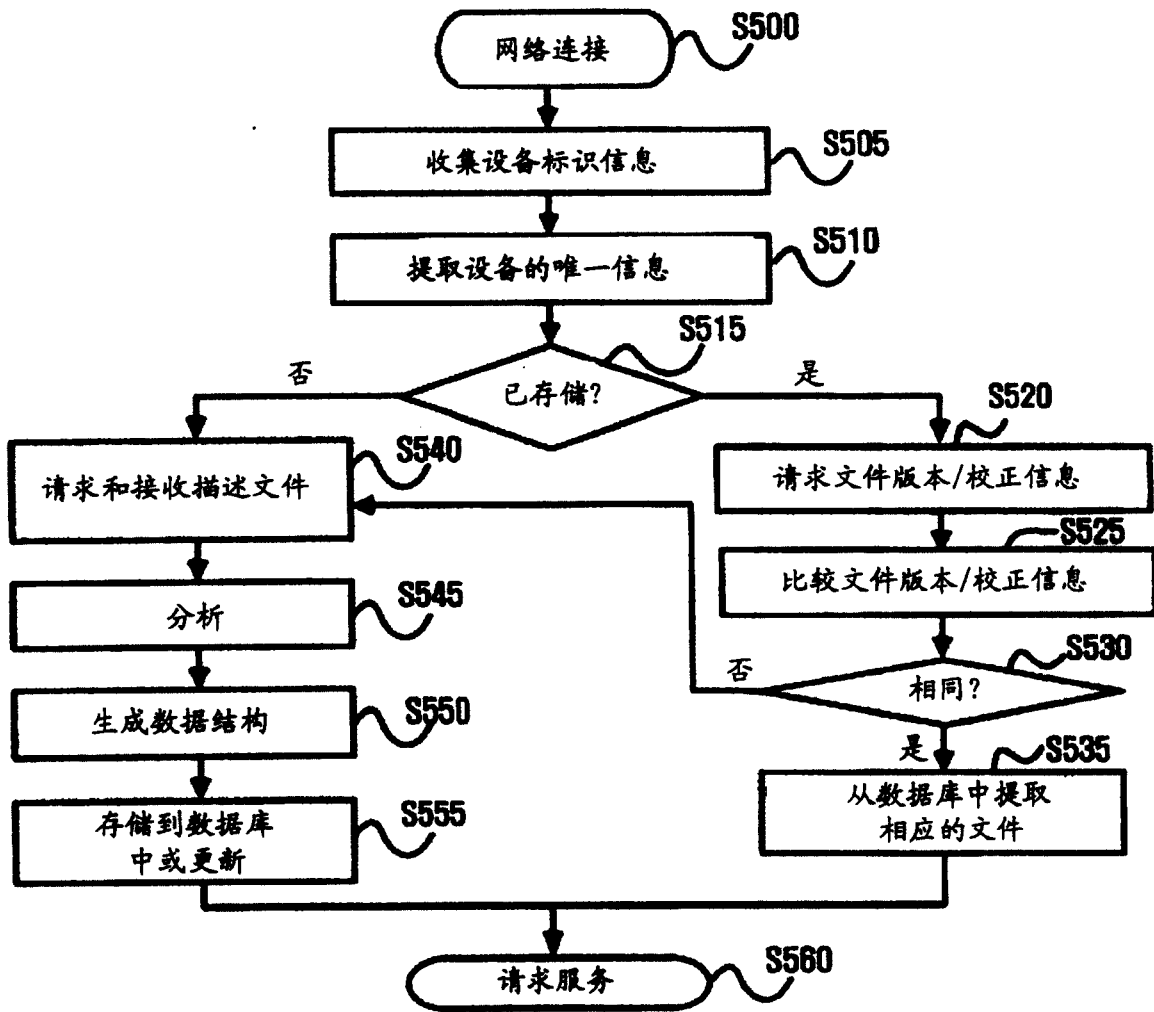 网络连接
S500
收集设备标识信息
S505
提取设备的唯一信息
S510
已存储?
S515
否
是
请求和接收描述文件
S540
请求文件版本/校正信息
S520
比较文件版本/校正信息
S525
分析
S545
相同?
S530
否
是
生成数据结构
S550
从数据库中提取
相应的文件
S535
存储到数据库
中或更新
S555
请求服务
S560